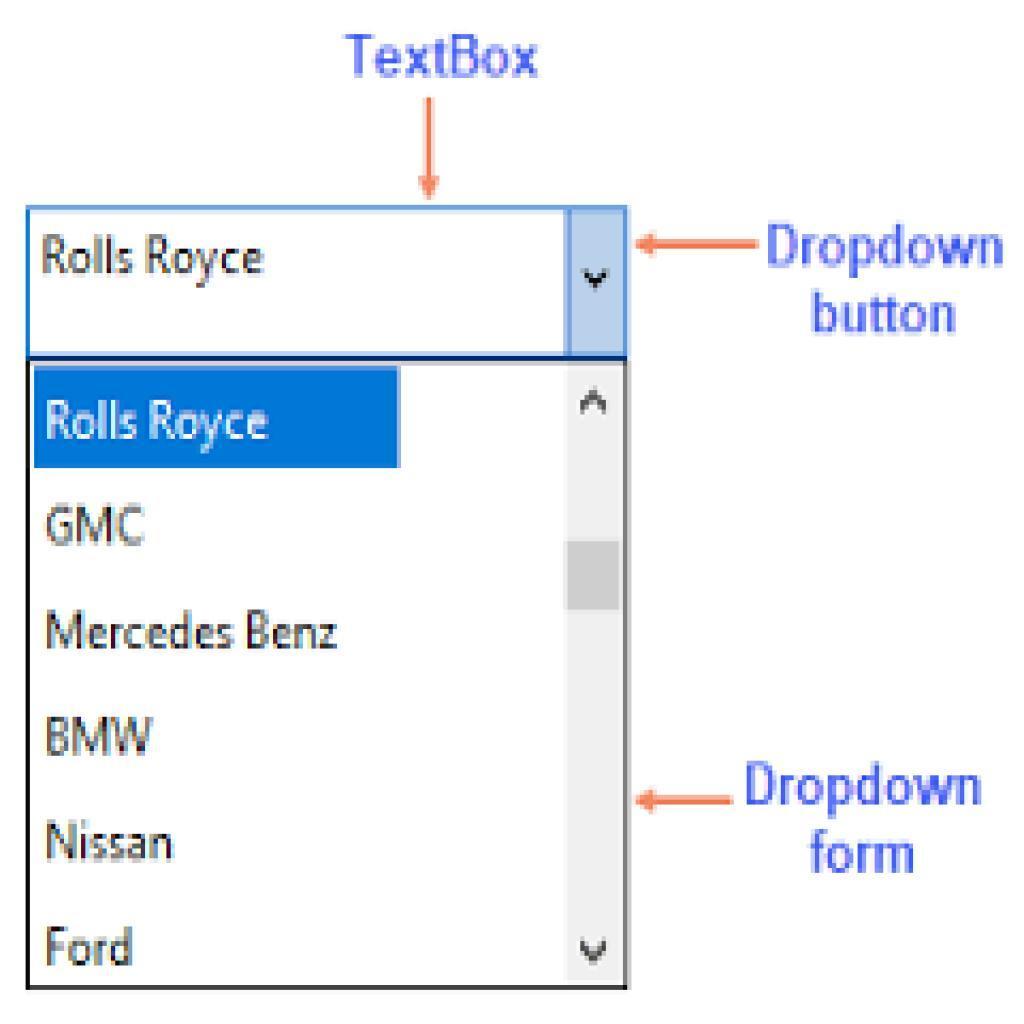 TextBox
Rolls Royce
Dropdown
button
Rolls Royce
GMC
Mercedes Benz
BMW
Nissan
Dropdown
form
Ford